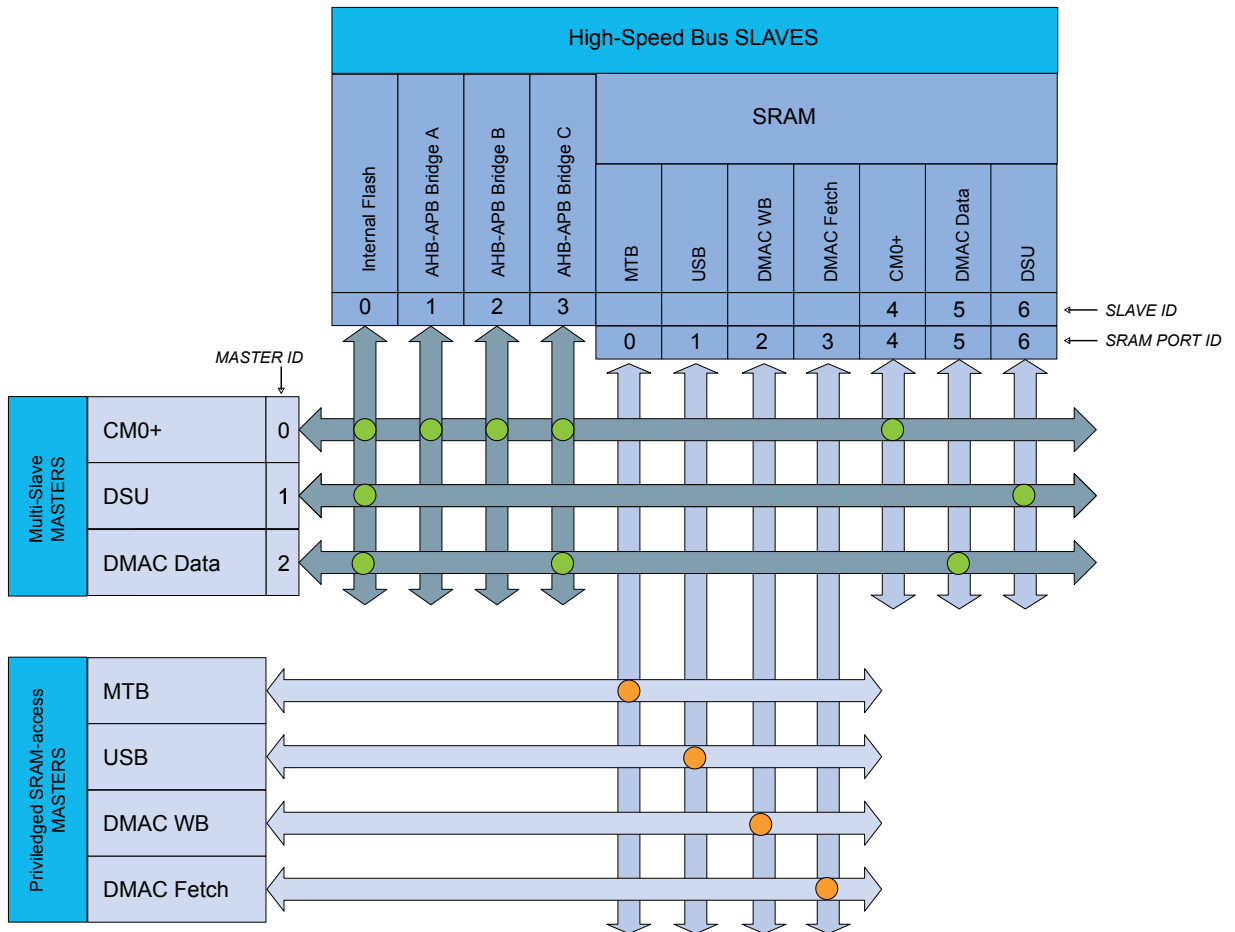 High-Speed Bus SLAVES
SRAM
Internal Flash
AHB-APB Bridge A
AHB-APB Bridge B
AHB-APB Bridge C
MTB
USB
DMAC WB
DMAC Fetch
CM0+
DMAC Data
DSU
0 1 2 3 4 5 6 SLAVE ID
0 1 2 3 4 5 6 SRAM PORT ID
MASTER ID
Multi-Slave
MASTERS
CM0+ 0
DSU 1
DMAC Data 2
Priviledged SRAM-access
MASTERS
MTB
USB
DMAC WB
DMAC Fetch